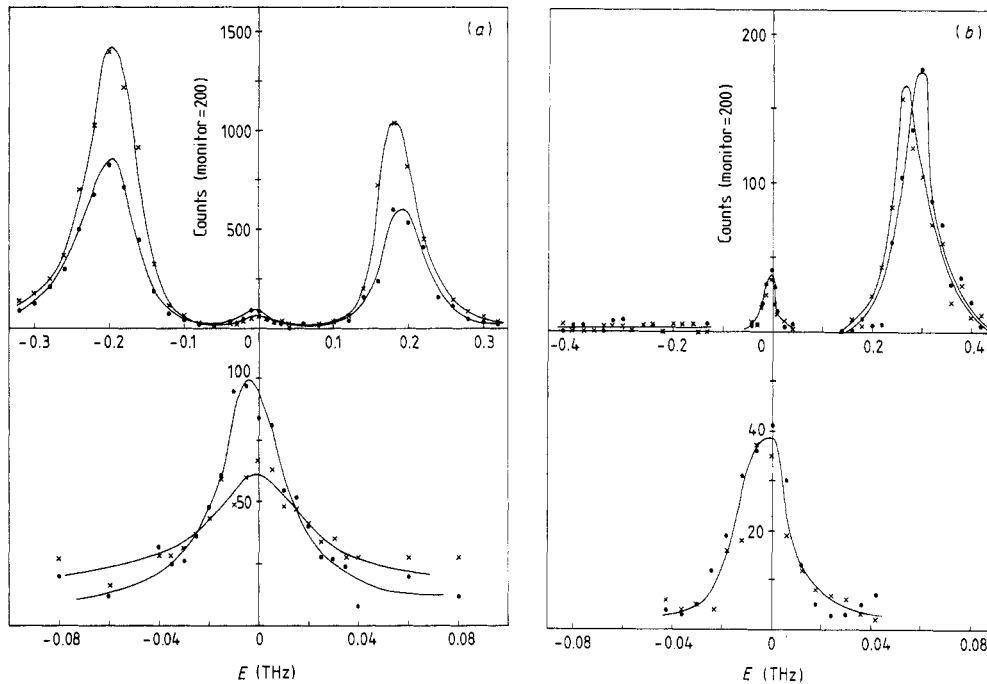 (a)
1500
1000
500
Counts (monitor=200)
-0.3 -0.2 -0.1 0 0.1 0.2 0.3
100
50
-0.08 -0.04 0 0.04 0.08
E (THz)
(b)
200
100
Counts (monitor=200)
-0.4 -0.2 0 0.2 0.4
40
20
-0.08 -0.04 0 0.04 0.08
E (THz)